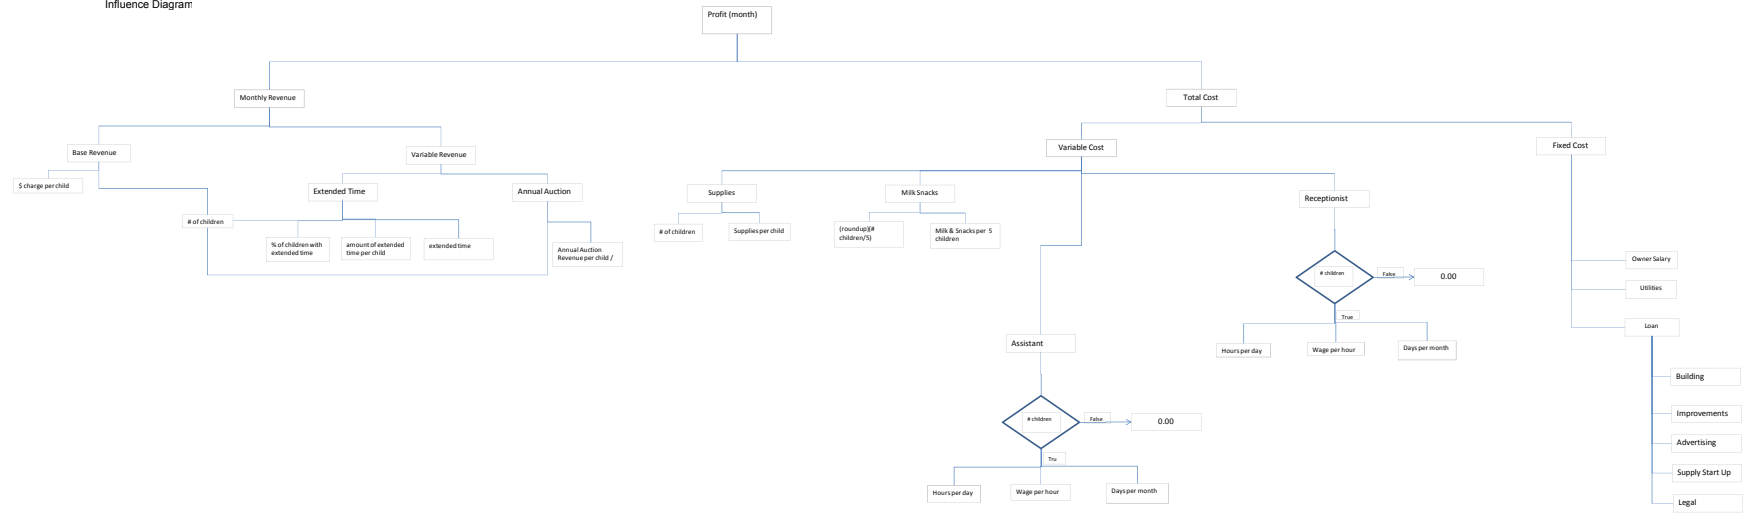 Influence Diagram
Profit (month)
Monthly Revenue
Total Cost
Base Revenue
Variable Revenue
Variable Cost
Fixed Cost
$ charge per child
Extended Time
Annual Auction
Supplies
Milk Snacks
Receptionist
# of children
% of children with
extended time
amount of extended
time per child
extended time
Annual Auction
Revenue per child /
# of children
Supplies per child
(roundup)(#
children/5)
Milk & Snacks per 5
children
Owner Salary
Utilities
Loan
# children
False
0.00
True
Hours per day
Wage per hour
Days per month
Assistant
# children
False
0.00
Tru
Hours per day
Wage per hour
Days per month
Building
Improvements
Advertising
Supply Start Up
Legal